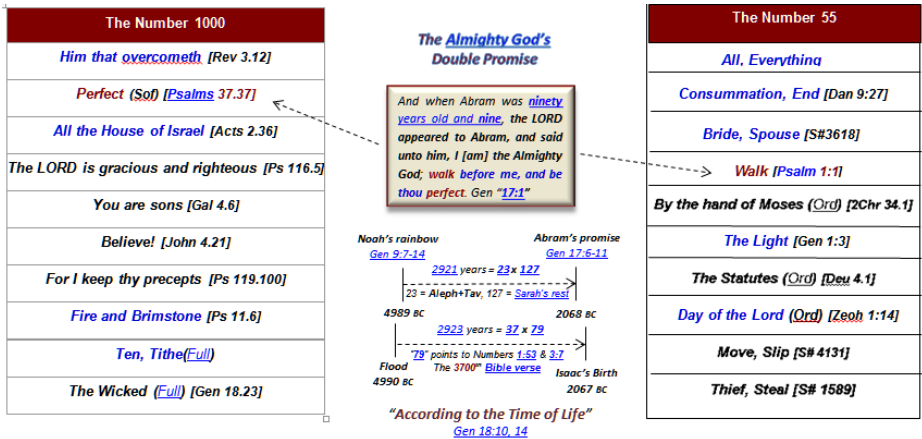 The Number 1000
Him that overcometh [Rev 3.12]
Perfect (Sof) [Psalms 37.37]
All the House of Israel [Acts 2.36]
The LORD is gracious and righteous [Ps 116.5]
You are sons [Gal 4.6]
Believe! [John 4.21]
For I keep thy precepts [Ps 119.100]
Fire and Brimstone [Ps 11.6]
Ten, Tithe(Full)
The Wicked (Full) [Gen 18.23]
The Almighty God's
Double Promise
And when Abram was ninety
years old and nine, the LORD
appeared to Abram, and said
unto him, I [am] the Almighty
God; walk before me, and be
thou perfect. Gen "17:1"
Noah's rainbow
Gen 9:7-14
Abram's promise
Gen 17:6-11
2921 years = 23 x 127
23 = Aleph+Tav, 127 = Sarah's rest
4989 BC
2068 BC
2923 years = 37 x 79
"79" points to Numbers 1:53 & 3:7
The 3700th Bible verse
Flood
4990 BC
Isaac's Birth
2067 BC
"According to the Time of Life"
Gen 18:10, 14
The Number 55
All, Everything
Consummation, End [Dan 9:27]
Bride, Spouse [S#3618]
Walk [Psalm 1:1]
By the hand of Moses (Ord) [2Chr 34.1]
The Light [Gen 1:3]
The Statutes (Ord) [Deu 4.1]
Day of the Lord (Ord) [Zeph 1:14]
Move, Slip [S# 4131]
Thief, Steal [S# 1589]